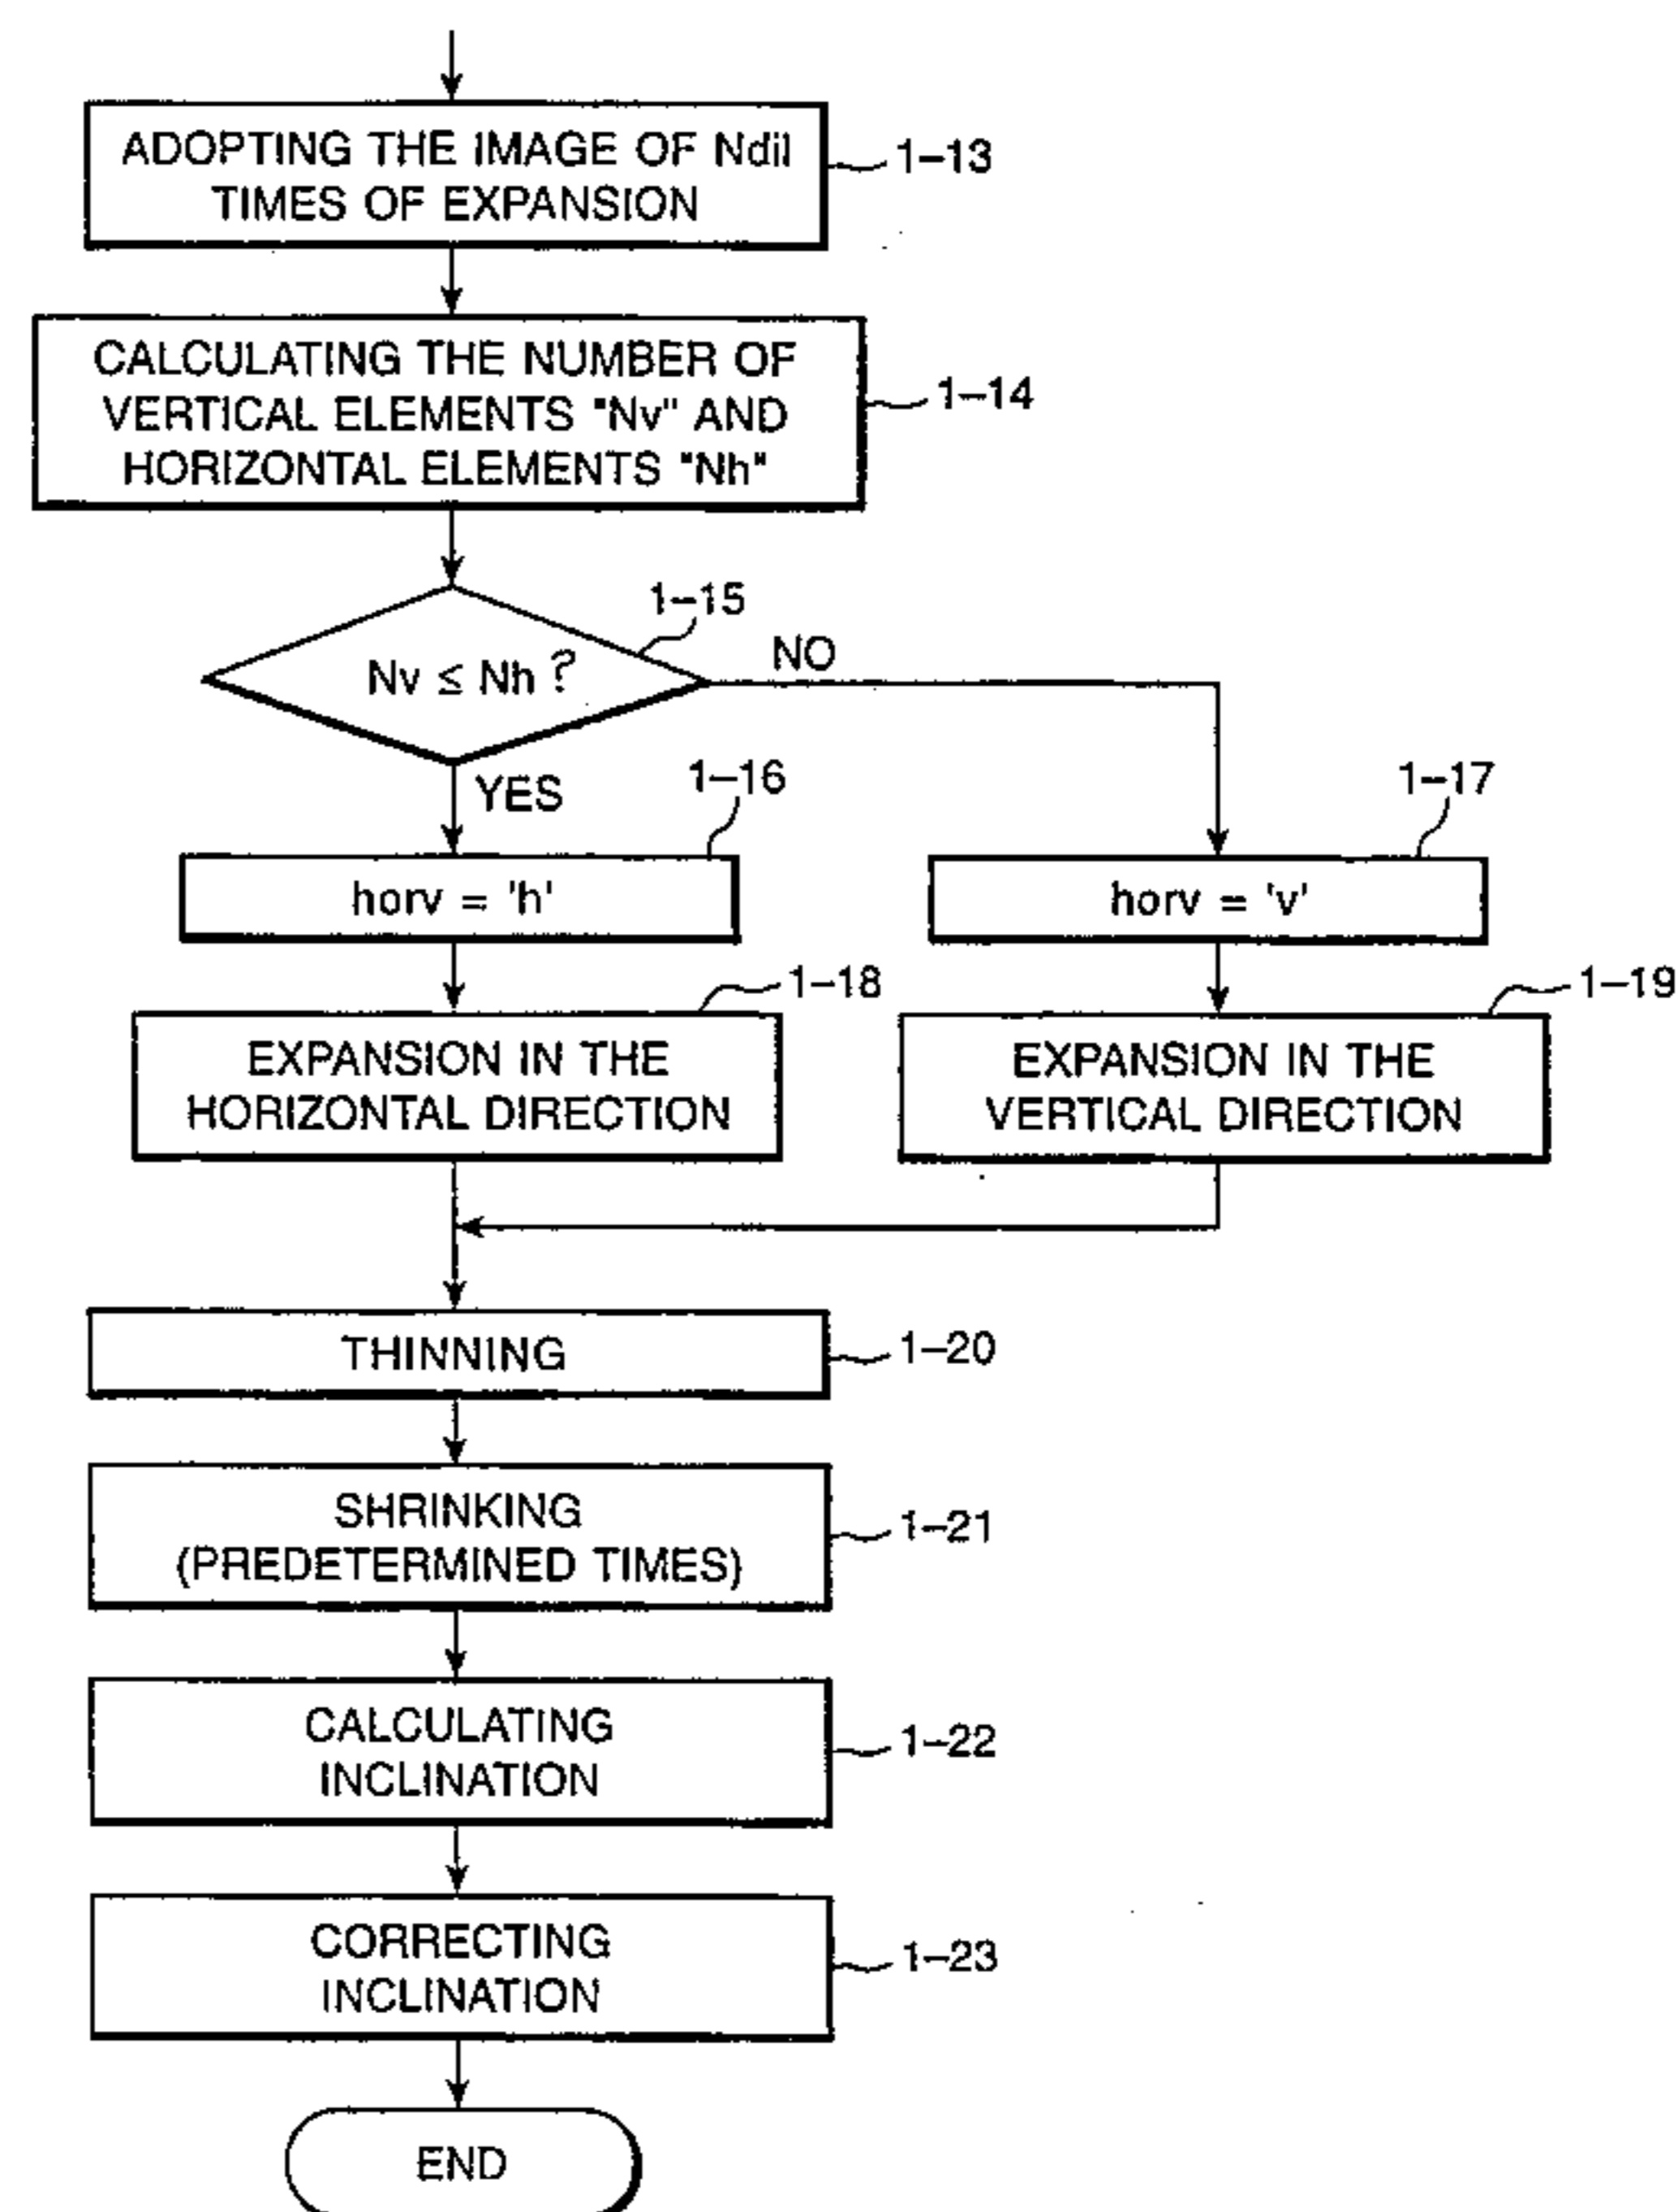 ADOPTING THE IMAGE OF Ndil
TIMES OF EXPANSION
1–13
CALCULATING THE NUMBER OF
VERTICAL ELEMENTS "Nv" AND
HORIZONTAL ELEMENTS "Nh"
1–14
1–15
Nv ≤ Nh ?
NO
YES
1–16
1–17
horv = 'h'
horv = 'v'
1–18
1–19
EXPANSION IN THE
HORIZONTAL DIRECTION
EXPANSION IN THE
VERTICAL DIRECTION
THINNING
1–20
SHRINKING
(PREDETERMINED TIMES)
1–21
CALCULATING
INCLINATION
1–22
CORRECTING
INCLINATION
1–23
END